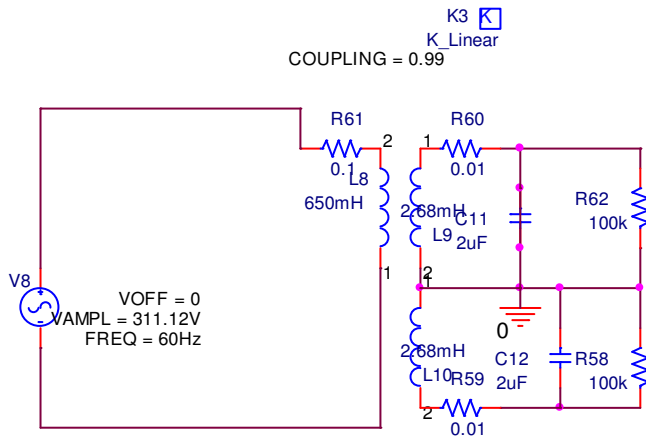 K3 K
K_Linear
COUPLING = 0.99
R61
2
0.1
L8
650mH
1
1
R60
0.01
2.68mH
L9
2
C11
2uF
R62
100k
V8
VOFF = 0
VAMPL = 311.12V
FREQ = 60Hz
1
2.68mH
L10
2
R59
0.01
0
C12
2uF
R58
100k